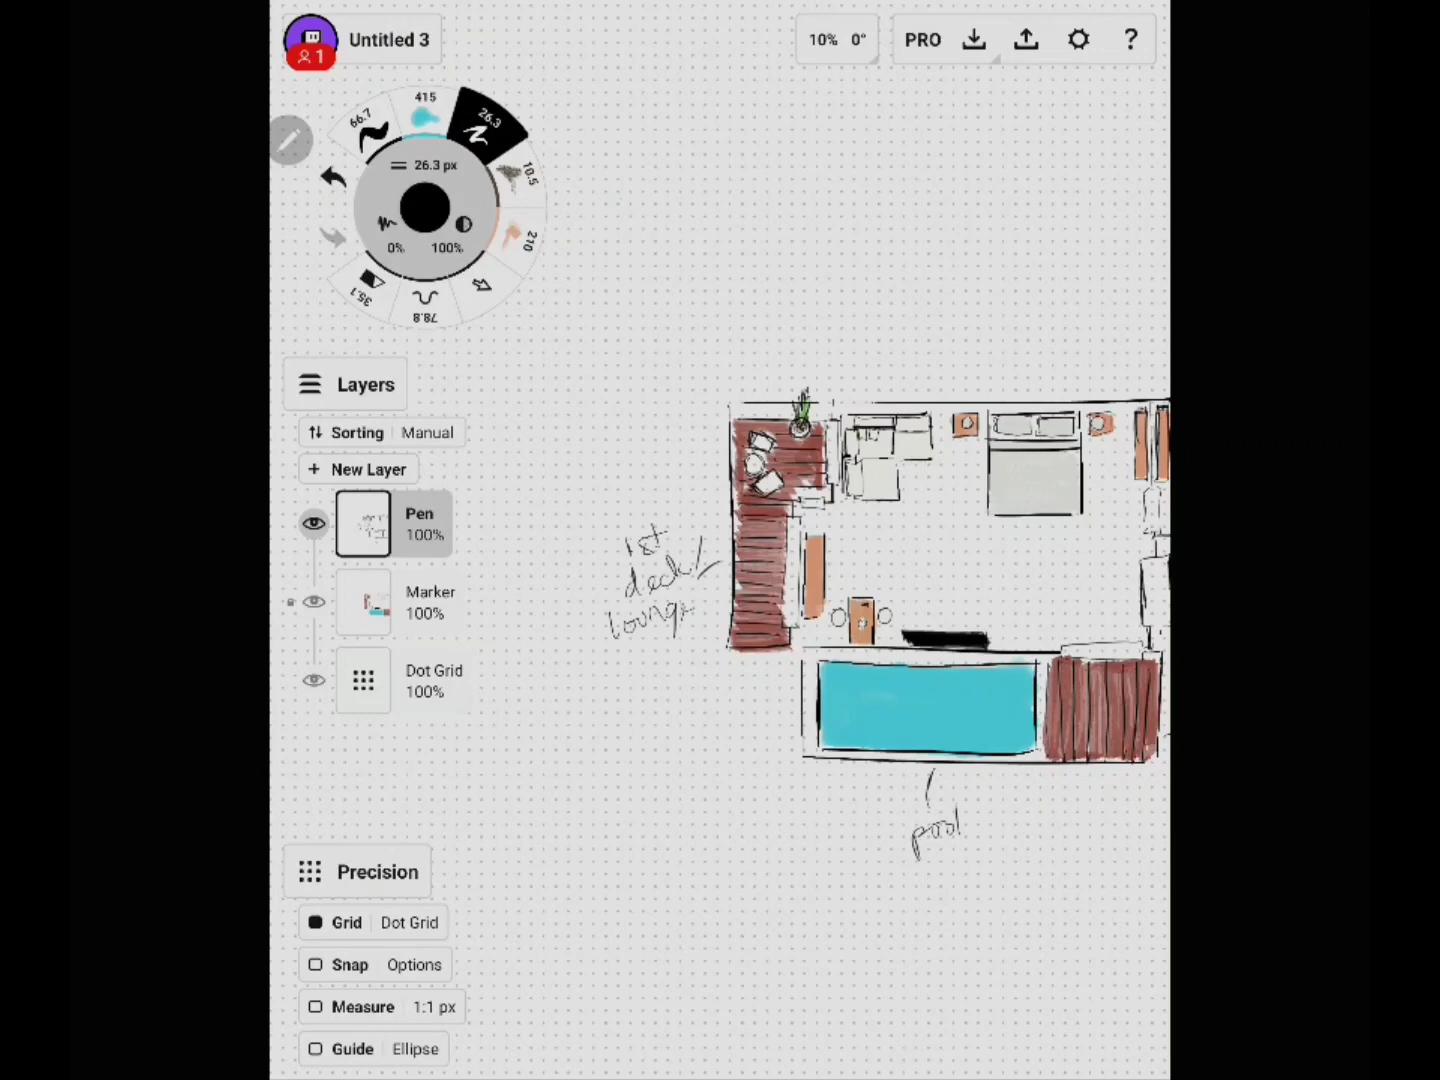 Untitled 3
1
10% 0°
PRO
?
66.7
415
26.3
10.5
210
78.8
35.1
26.3 px
0% 100%
Layers
Sorting Manual
+ New Layer
Pen
100%
Marker
100%
Dot Grid
100%
1st
deck/
lounge
pool
Precision
Grid Dot Grid
Snap Options
Measure 1:1 px
Guide Ellipse